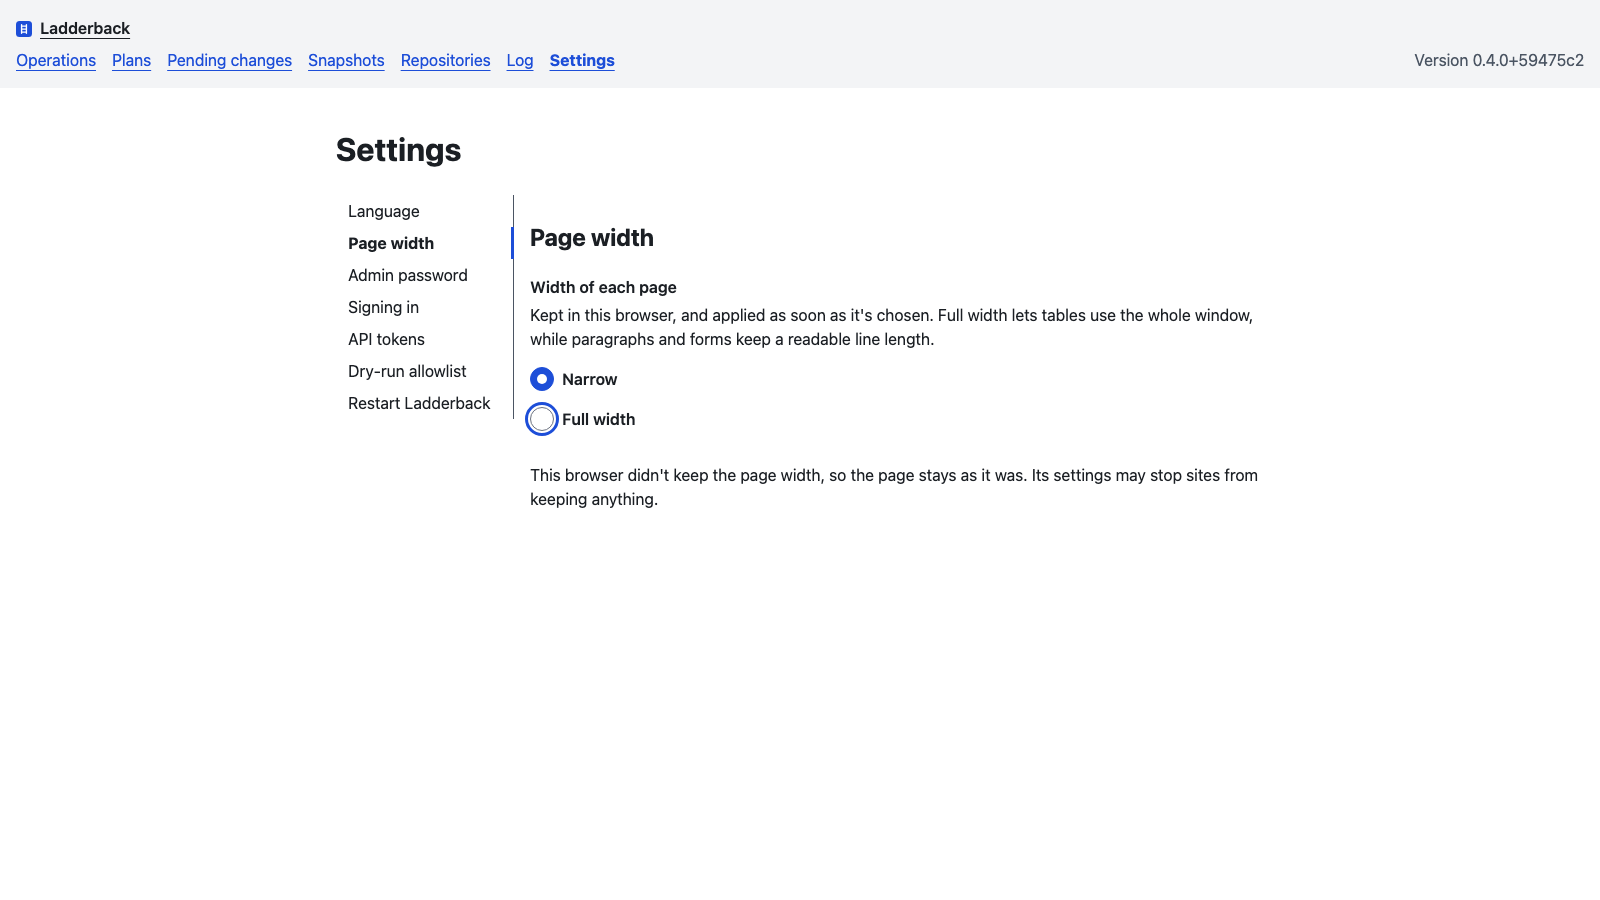 Ladderback
Operations Plans Pending changes Snapshots Repositories Log Settings Version 0.4.0+59475c2
Settings
Language
Page width
Admin password
Signing in
API tokens
Dry-run allowlist
Restart Ladderback
Page width
Width of each page
Kept in this browser, and applied as soon as it's chosen. Full width lets tables use the whole window,
while paragraphs and forms keep a readable line length.
Narrow
Full width
This browser didn't keep the page width, so the page stays as it was. Its settings may stop sites from
keeping anything.